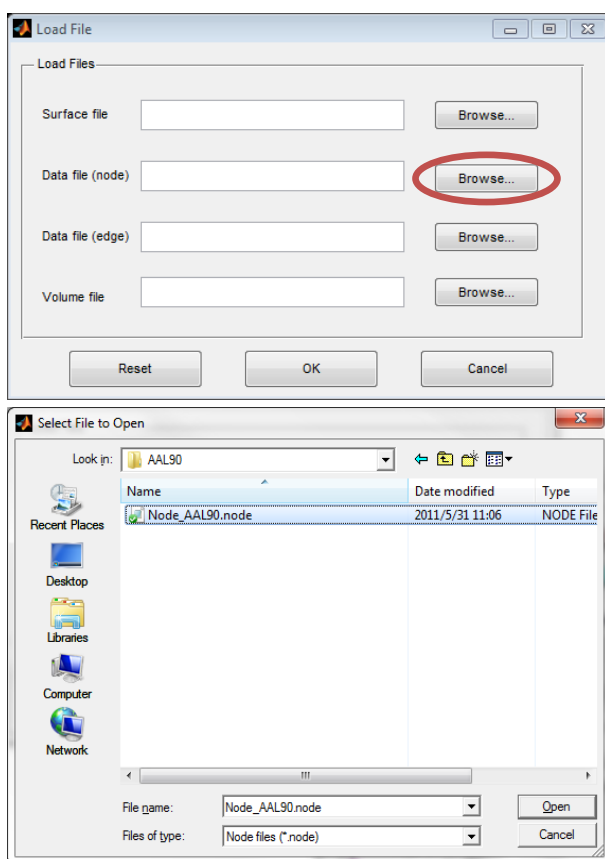 Load File
Load Files
Surface file
Browse...
Data file (node)
Browse...
Data file (edge)
Browse...
Volume file
Browse...
Reset OK Cancel
Select File to Open
Look in: AAL90
Name Date modified Type
Node_AAL90.node 2011/5/31 11:06 NODE File
Recent Places
Desktop
Libraries
Computer
Network
File name: Node_AAL90.node Open
Files of type: Node files (*.node) Cancel